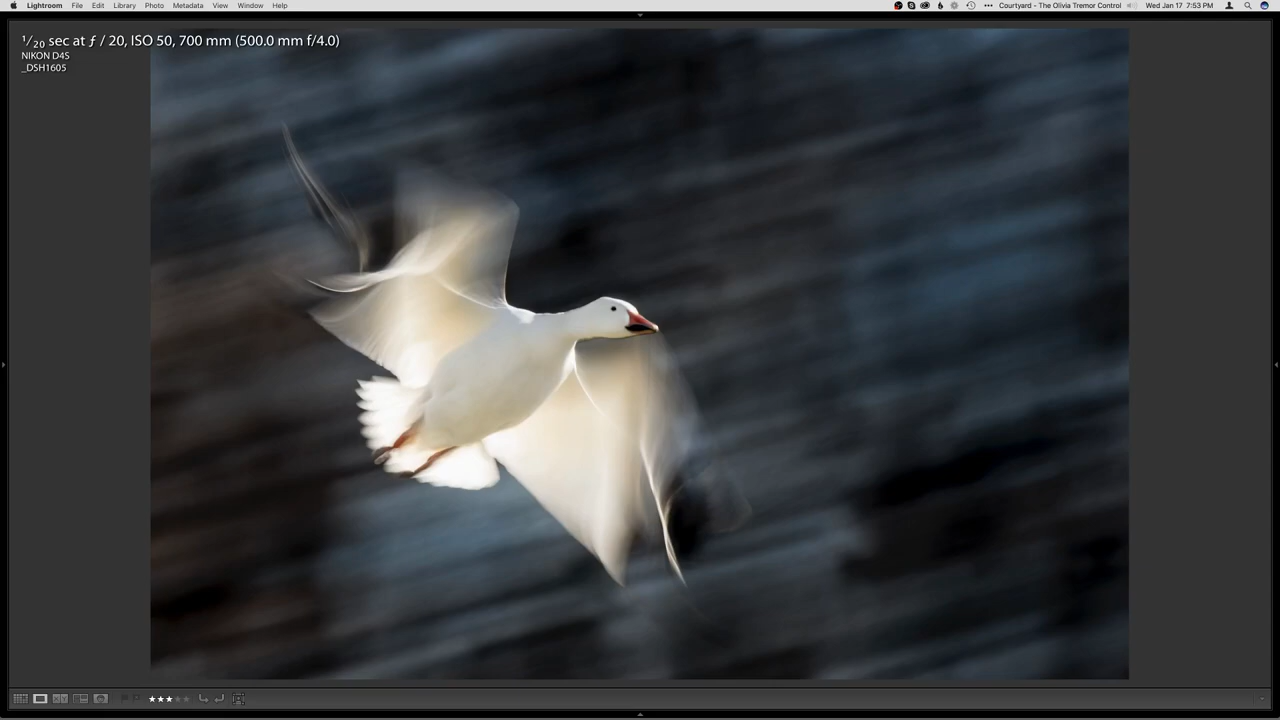 Lightroom File Edit Library Photo Metadata View Window Help
Courtyard - The Olivia Tremor Control Wed Jan 17 7:53 PM
1/20 sec at ƒ / 20, ISO 50, 700 mm (500.0 mm f/4.0)
NIKON D4S
_DSH1605